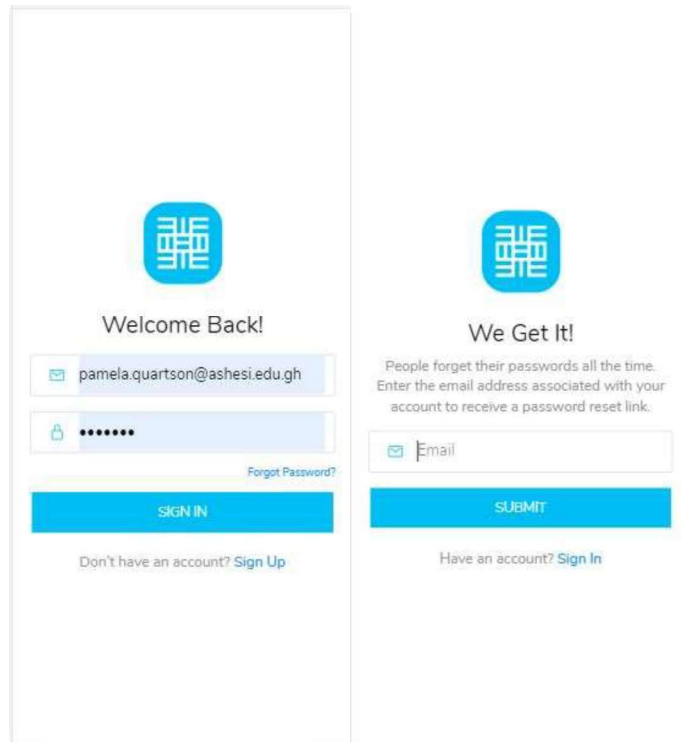 Welcome Back!
pamela.quartson@ashesi.edu.gh
•••••••
Forgot Password?
SIGN IN
Don't have an account? Sign Up
We Get It!
People forget their passwords all the time.
Enter the email address associated with your
account to receive a password reset link.
Email
SUBMIT
Have an account? Sign In